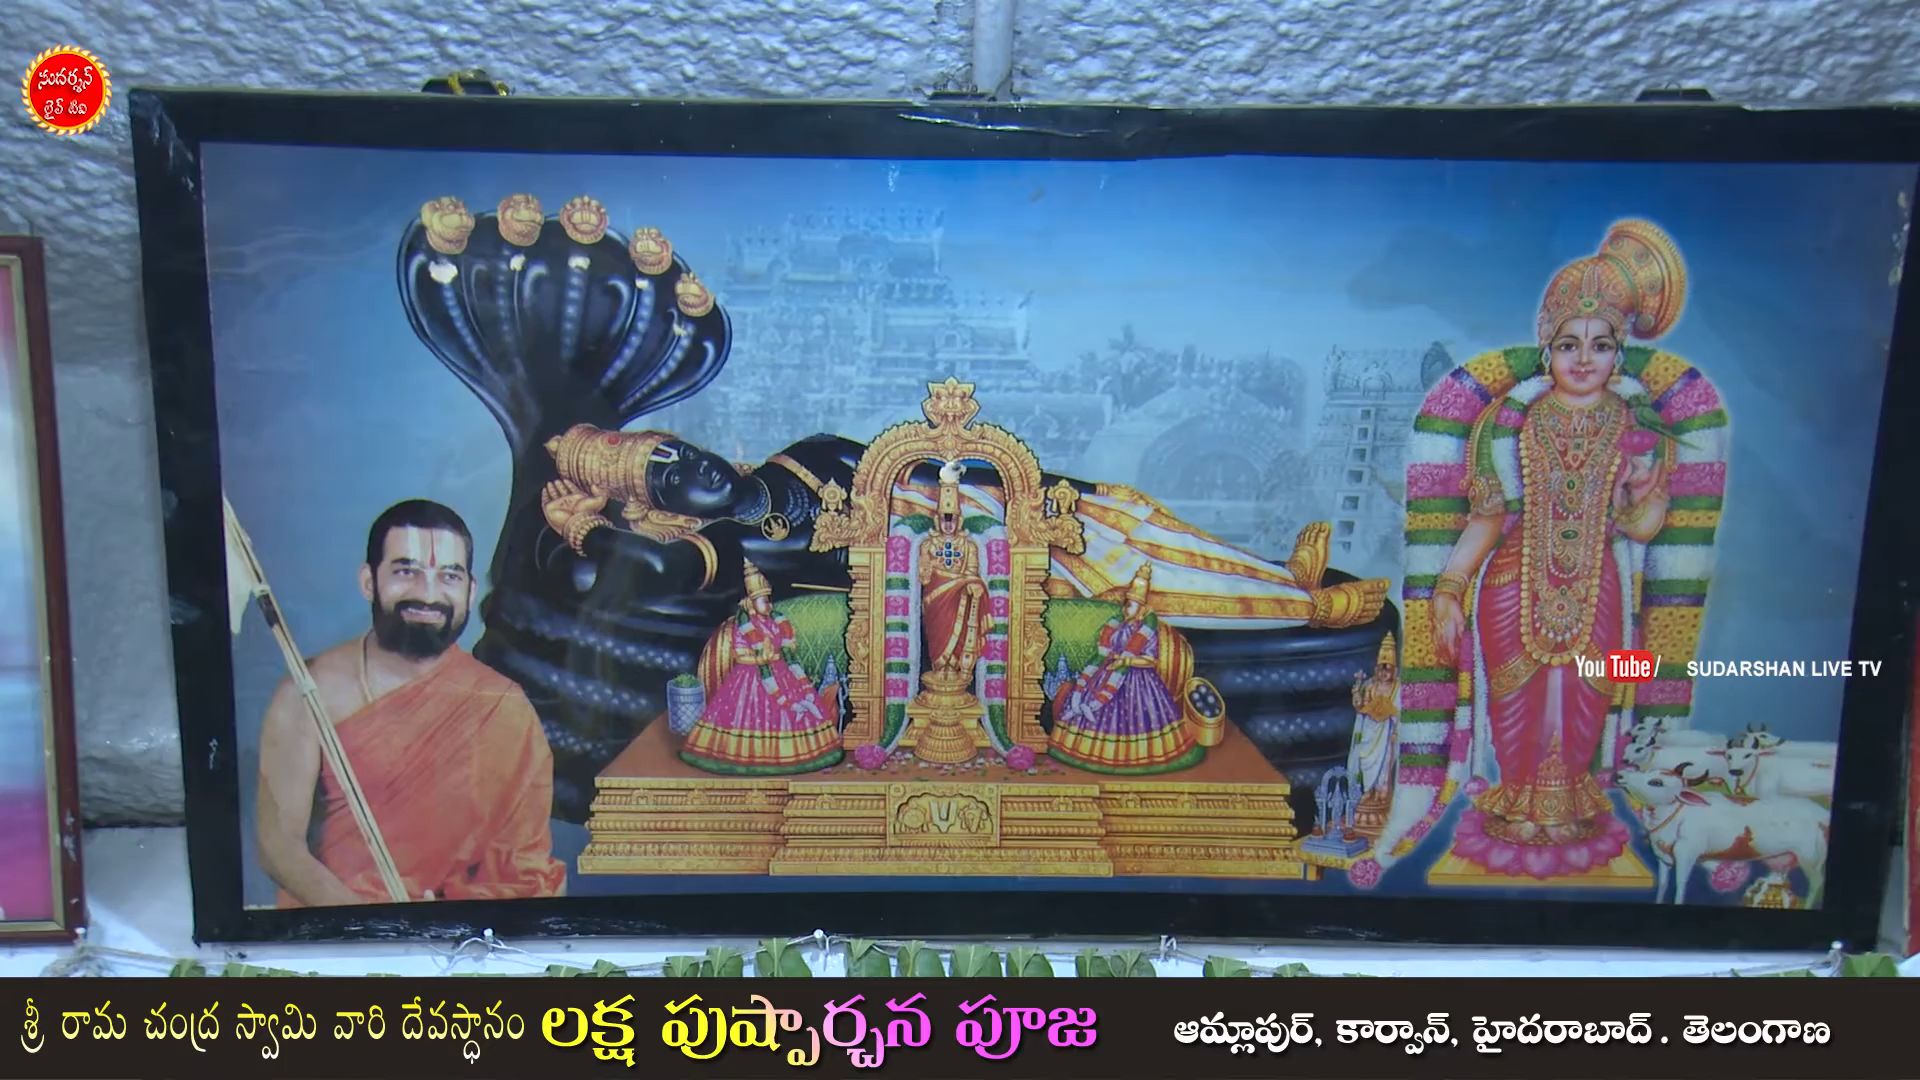 సుదర్శన్
లైవ్ టివి
YouTube/ SUDARSHAN LIVE TV
శ్రీ రామ చంద్ర స్వామి వారి దేవస్థానం లక్ష పుష్పార్చన పూజ ఆమ్లాపుర్, కార్వాన్, హైదరాబాద్. తెలంగాణ